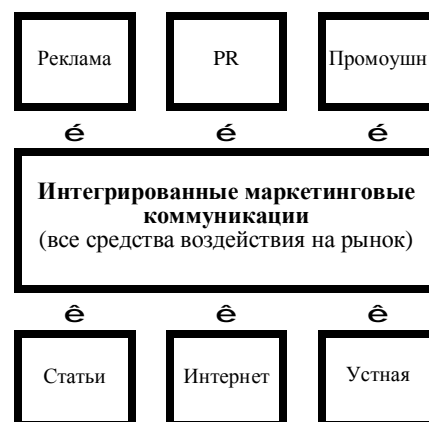 Реклама PR Промоушн
é é é
Интегрированные маркетинговые
коммуникации
(все средства воздействия на рынок)
ê ê ê
Статьи Интернет Устная